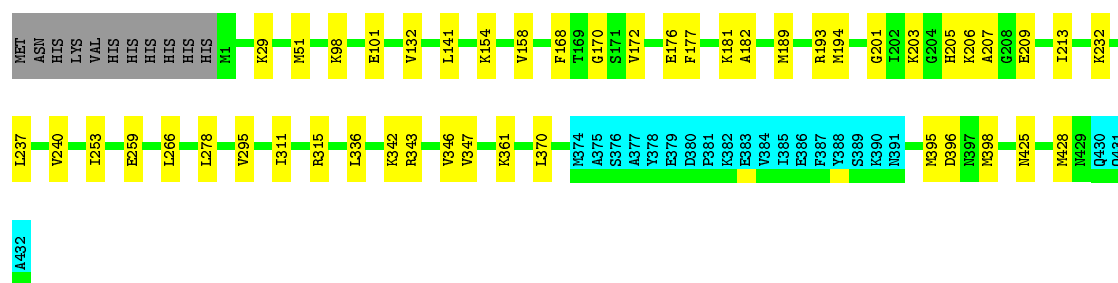 MET ASN HIS LYS VAL HIS HIS HIS HIS HIS HIS M1 K29 M51 K98 E101 V132 L141 K154 V158 F168 T169 G170 S171 V172 E176 F177 K181 A182 M189 R193 M194 G201 I202 K203 G204 H205 K206 A207 G208 E209 I213 K232
L237 V240 I253 E259 L266 L278 V295 I311 R315 L336 K342 R343 V346 V347 K361 L370 M374 A375 S376 A377 Y378 E379 D380 P381 K382 E383 V384 I385 E386 F387 Y388 S389 K390 N391 M395 D396 N397 M398 N425 M428 N429 Q430
A432